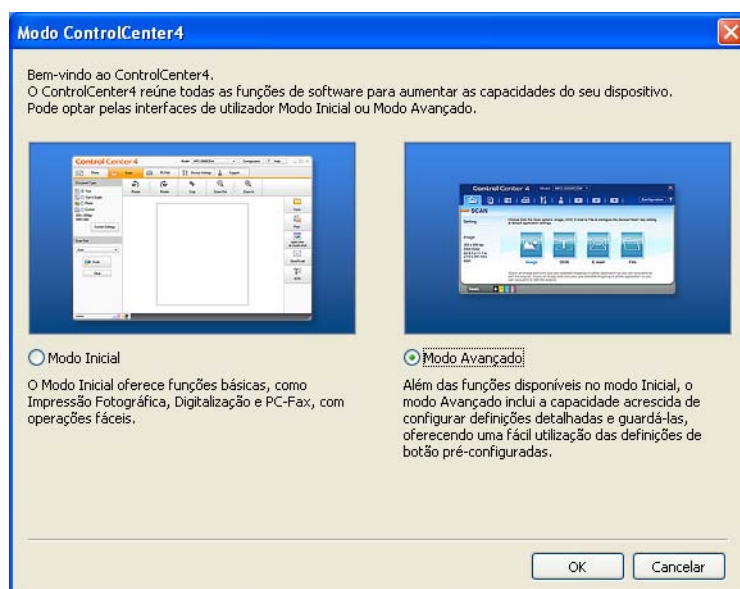 Modo ControlCenter4
Bem-vindo ao ControlCenter4.
O ControlCenter4 reúne todas as funções de software para aumentar as capacidades do seu dispositivo.
Pode optar pelas interfaces de utilizador Modo Inicial ou Modo Avançado.
Control Center 4
Control Center 4
SCAN
Modo Inicial
O Modo Inicial oferece funções básicas, como
Impressão Fotográfica, Digitalização e PC-Fax, com
operações fáceis.
Modo Avançado
Além das funções disponíveis no modo Inicial, o
modo Avançado inclui a capacidade acrescida de
configurar definições detalhadas e guardá-las,
oferecendo uma fácil utilização das definições de
botão pré-configuradas.
OK
Cancelar